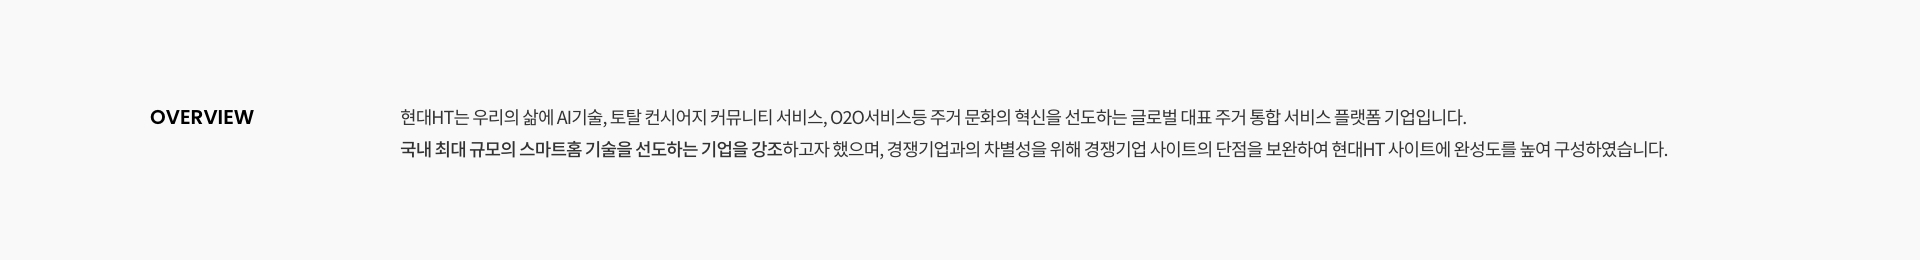 OVERVIEW
현대HT는 우리의 삶에 AI기술, 토탈 컨시어지 커뮤니티 서비스, O2O서비스등 주거 문화의 혁신을 선도하는 글로벌 대표 주거 통합 서비스 플랫폼 기업입니다.
국내 최대 규모의 스마트홈 기술을 선도하는 기업을 강조하고자 했으며, 경쟁기업과의 차별성을 위해 경쟁기업 사이트의 단점을 보완하여 현대HT 사이트에 완성도를 높여 구성하였습니다.